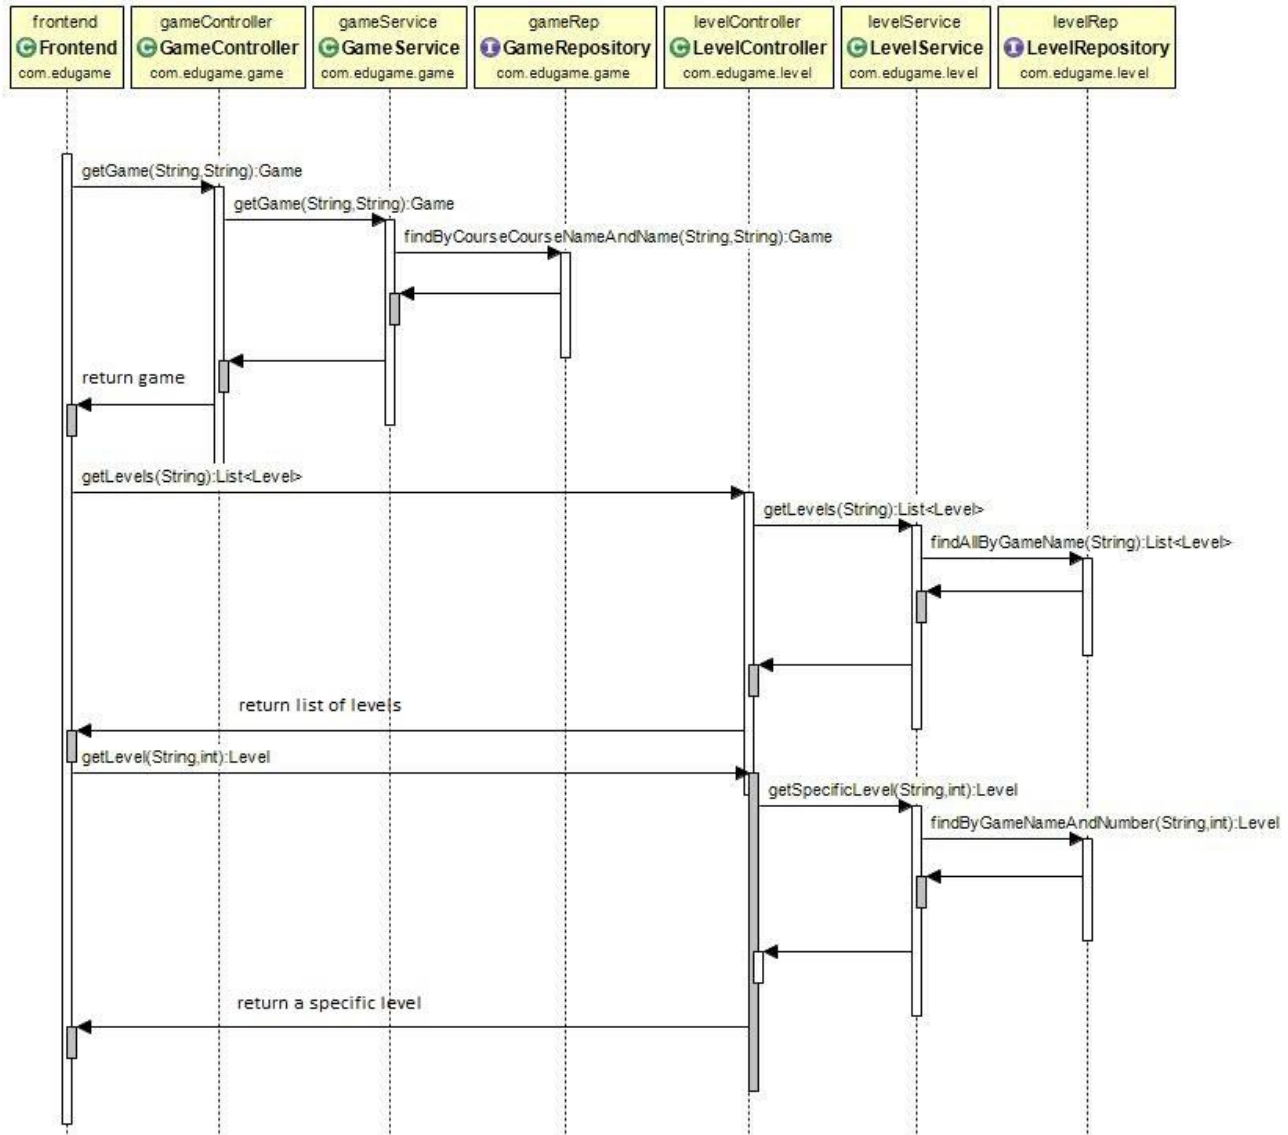 frontend
C Frontend
com.edugame
gameController
C GameController
com.edugame.game
gameService
C GameService
com.edugame.game
gameRep
I GameRepository
com.edugame.game
levelController
C LevelController
com.edugame.level
levelService
C LevelService
com.edugame.level
levelRep
I LevelRepository
com.edugame.level
getGame(String,String):Game
getGame(String,String):Game
findByCourseCourseNameAndName(String,String):Game
return game
getLevels(String):List<Level>
getLevels(String):List<Level>
findAllByGameName(String):List<Level>
return list of levels
getLevel(String,int):Level
getSpecificLevel(String,int):Level
findByGameNameAndNumber(String,int):Level
return a specific level